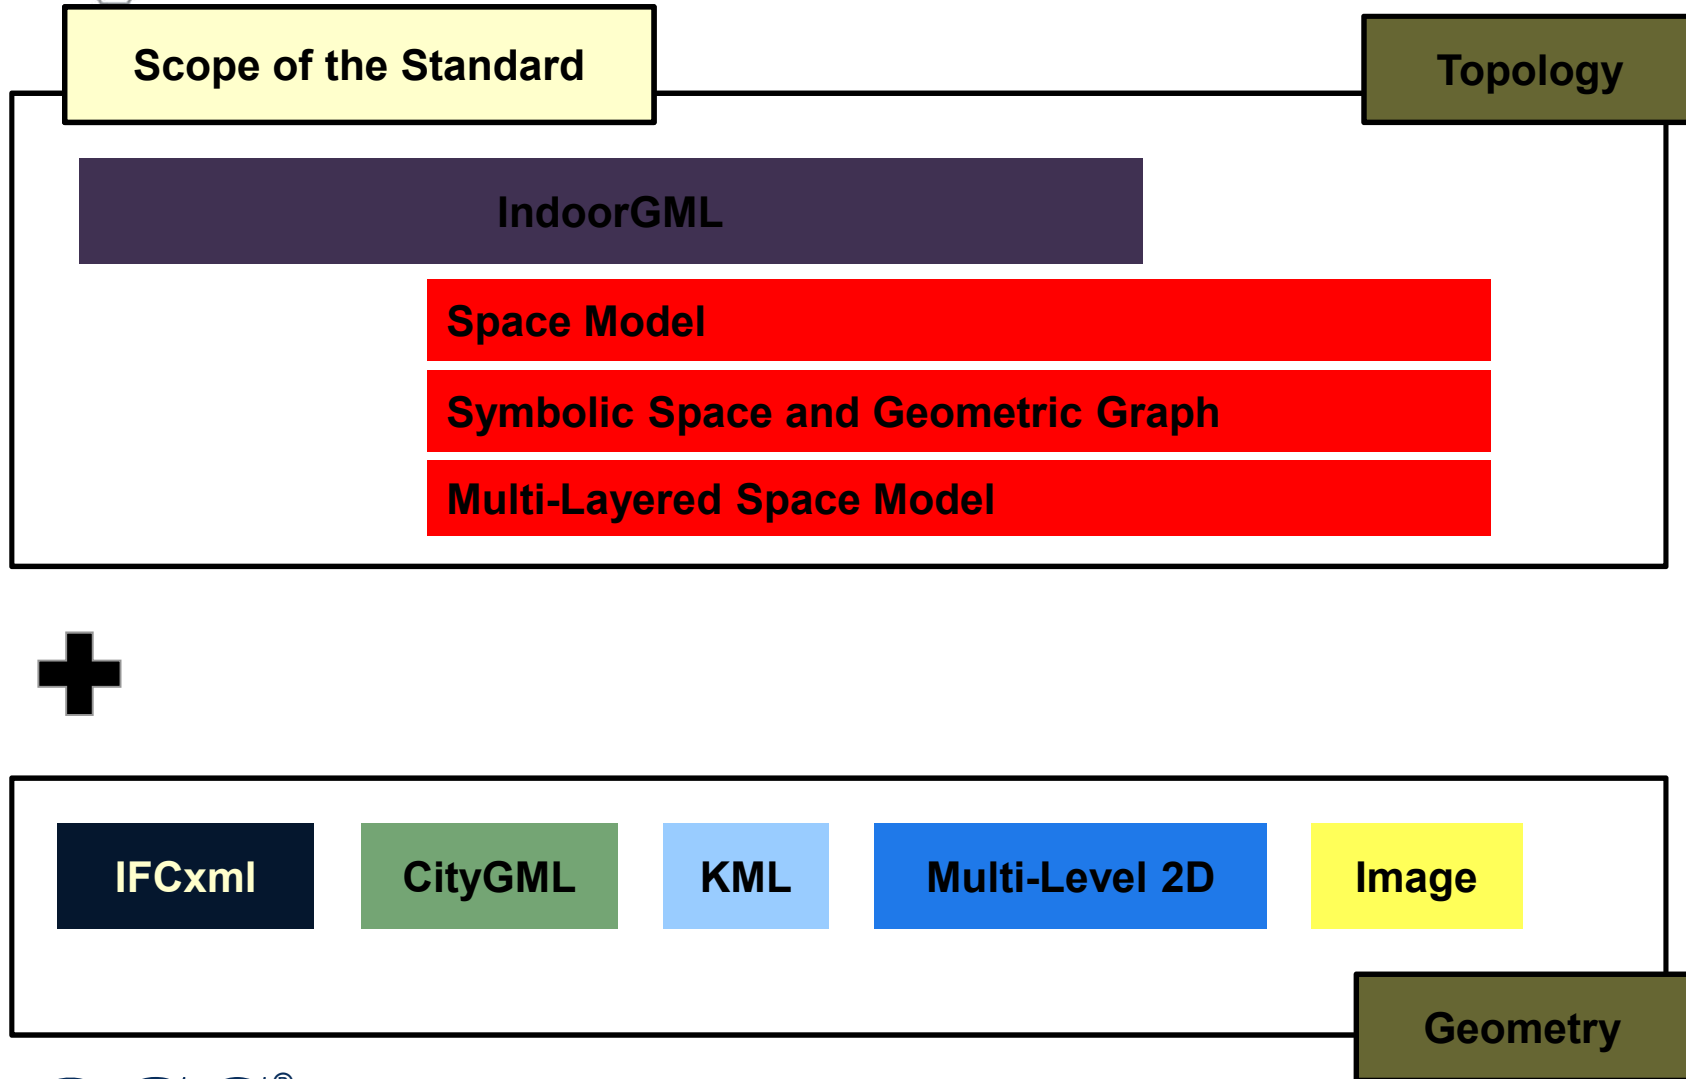 Scope of the Standard
Topology
IndoorGML
Space Model
Symbolic Space and Geometric Graph
Multi-Layered Space Model
IFCxml
CityGML
KML
Multi-Level 2D
Image
Geometry